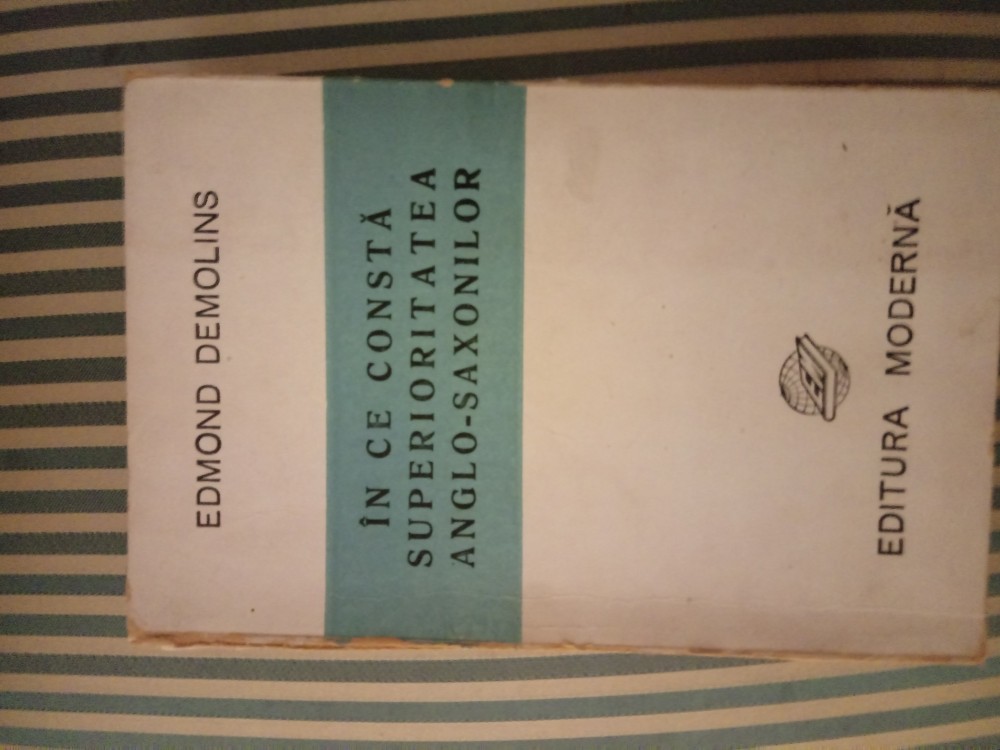 EDMOND DEMOLINS
ÎN CE CONSTĂ
SUPERIORITATEA
ANGLO-SAXONILOR
EDITURA MODERNĂ